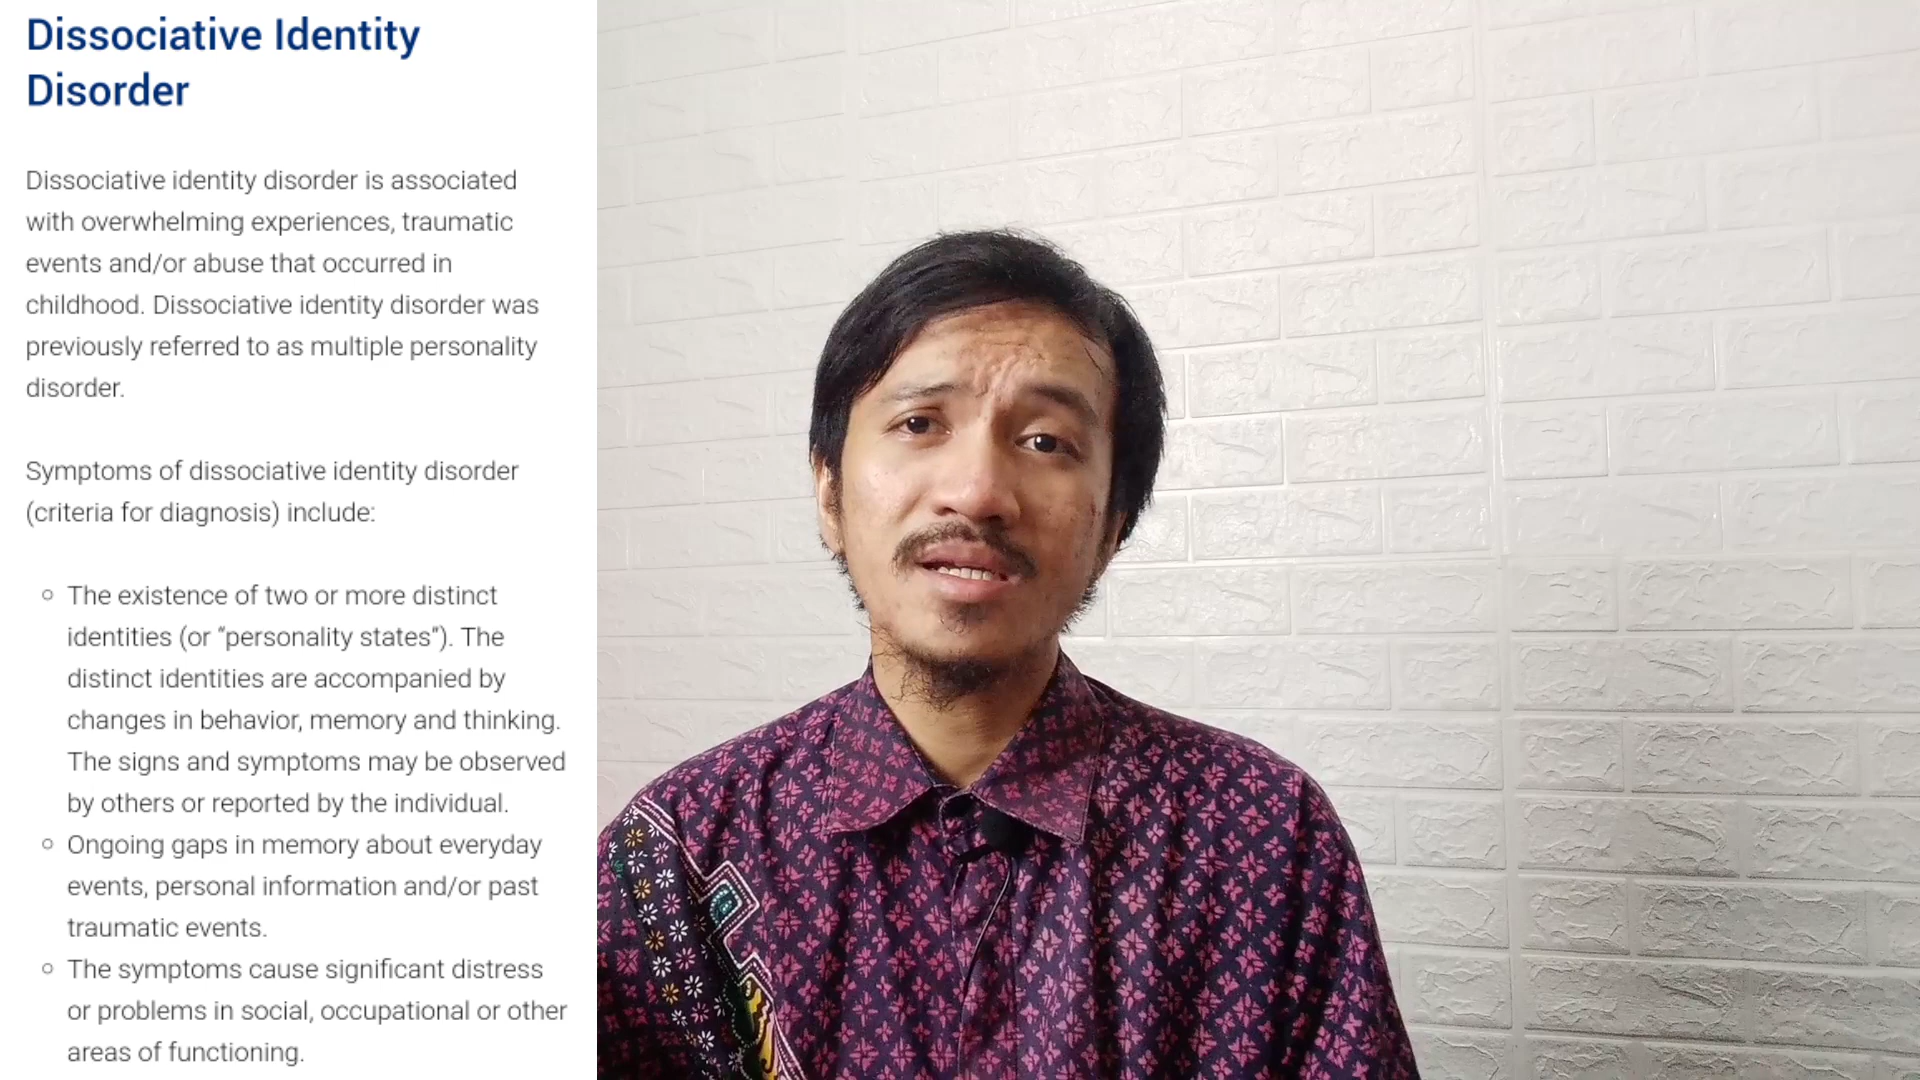 Dissociative Identity
Disorder
Dissociative identity disorder is associated
with overwhelming experiences, traumatic
events and/or abuse that occurred in
childhood. Dissociative identity disorder was
previously referred to as multiple personality
disorder.
Symptoms of dissociative identity disorder
(criteria for diagnosis) include:
The existence of two or more distinct
identities (or “personality states”). The
distinct identities are accompanied by
changes in behavior, memory and thinking.
The signs and symptoms may be observed
by others or reported by the individual.
Ongoing gaps in memory about everyday
events, personal information and/or past
traumatic events.
The symptoms cause significant distress
or problems in social, occupational or other
areas of functioning.